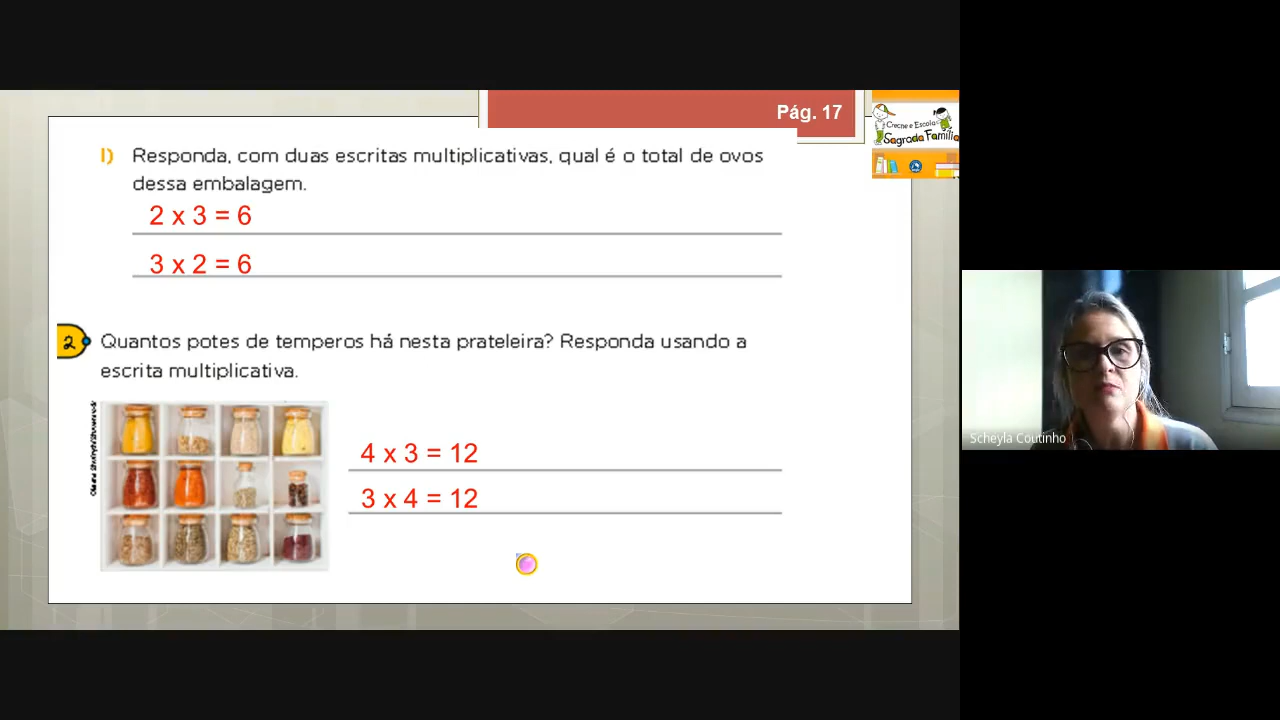 Pág. 17
Creche e Escola
Sagrada Família
I) Responda, com duas escritas multiplicativas, qual é o total de ovos
dessa embalagem.
2 x 3 = 6
3 x 2 = 6
2 Quantos potes de temperos há nesta prateleira? Responda usando a
escrita multiplicativa.
4 x 3 = 12
3 x 4 = 12
Scheyla Coutinho